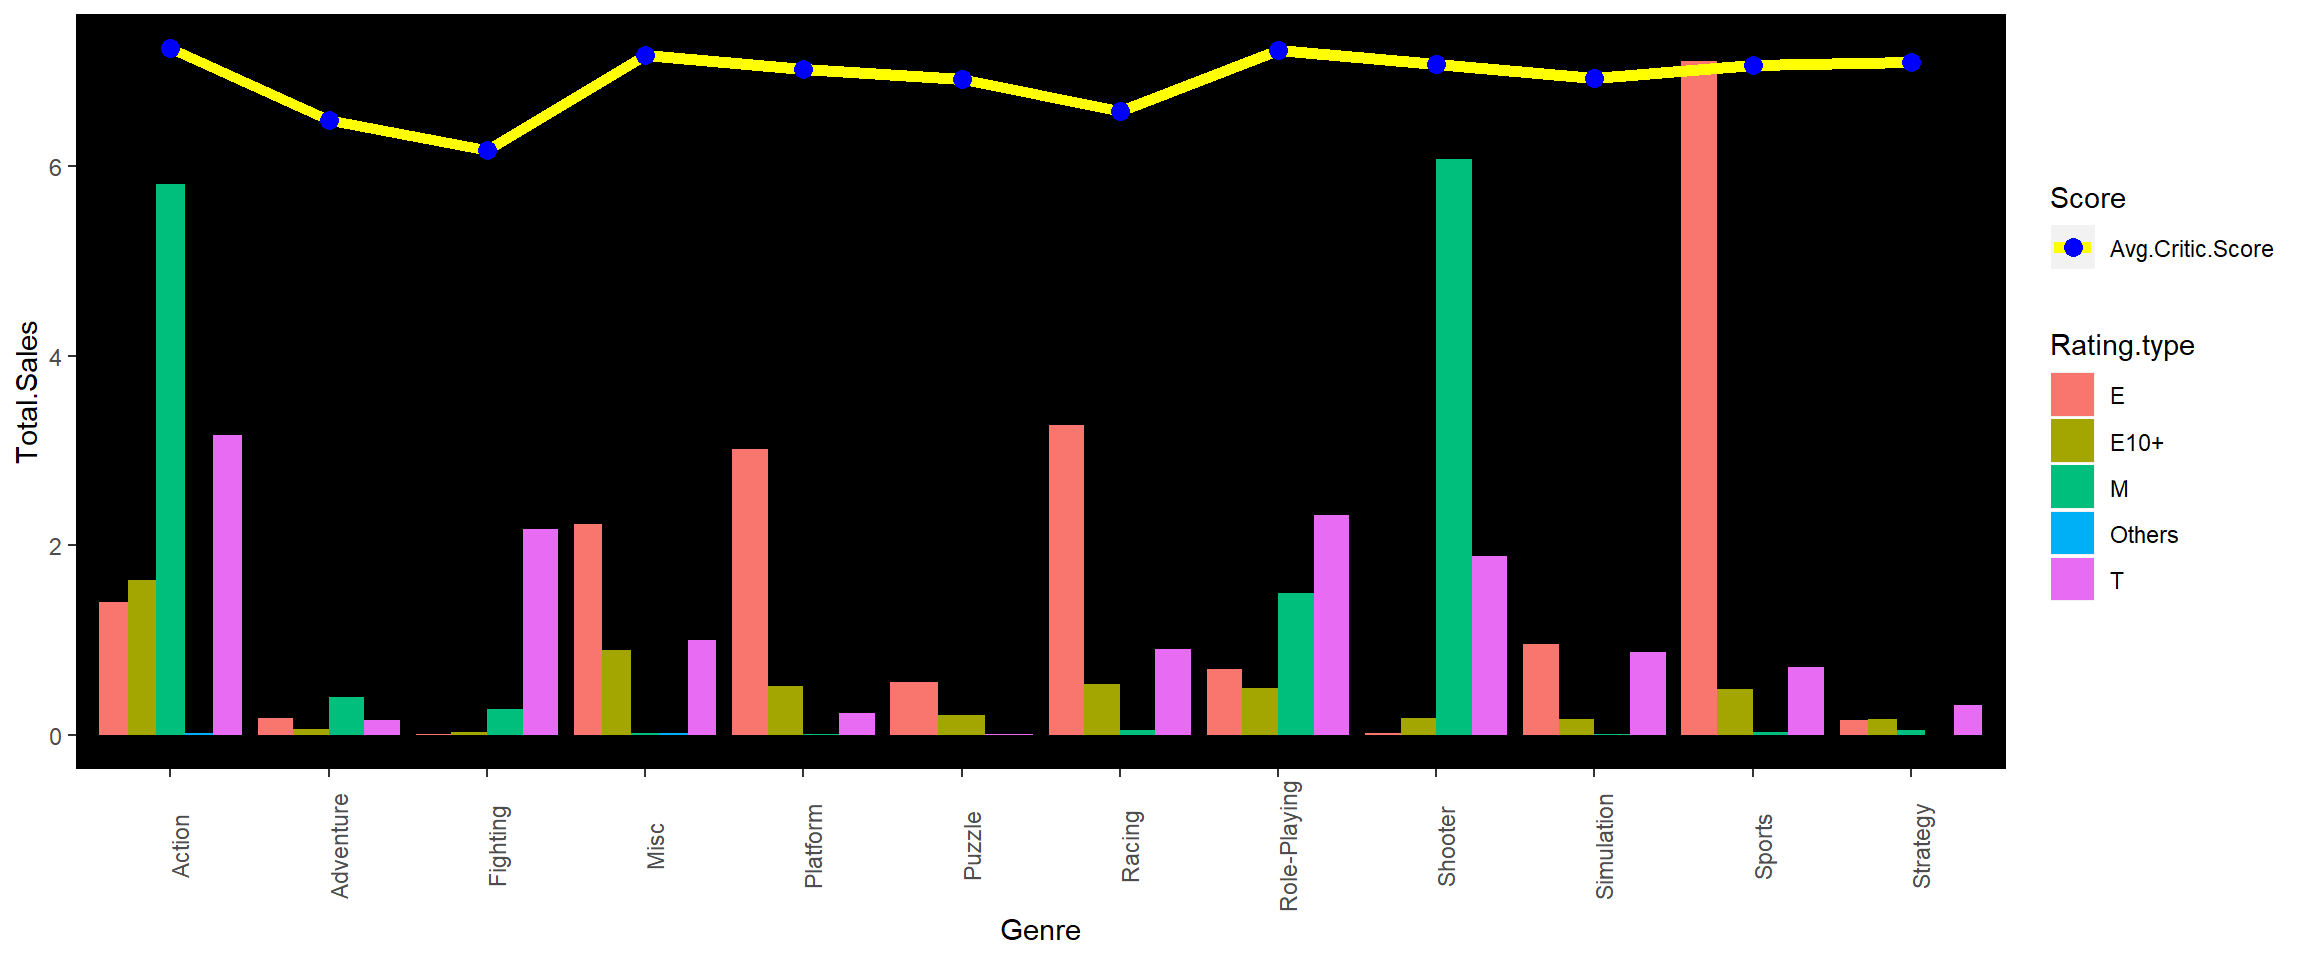 Total.Sales
6
4
2
0
Action
Adventure
Fighting
Misc
Platform
Puzzle
Racing
Role-Playing
Shooter
Simulation
Sports
Strategy
Genre
Score
Avg.Critic.Score
Rating.type
E
E10+
M
Others
T